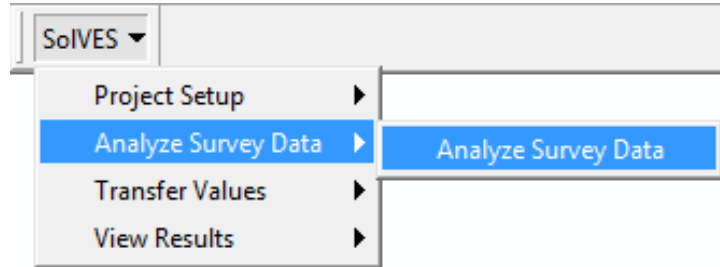 SolVES
Project Setup
Analyze Survey Data
Analyze Survey Data
Transfer Values
View Results